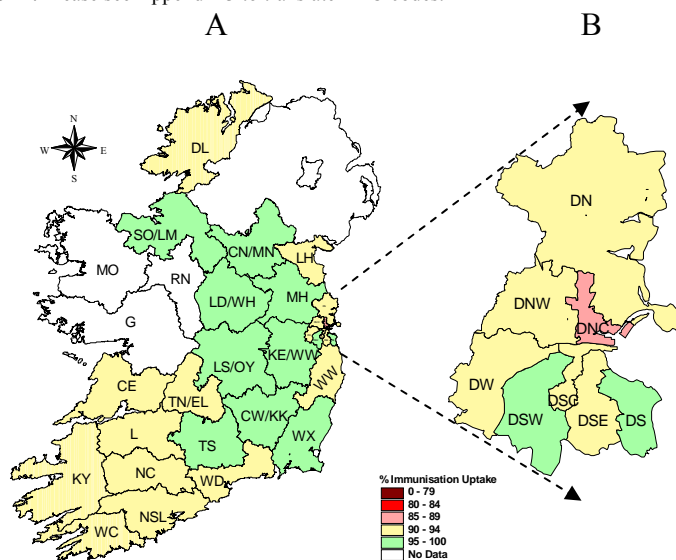 A B
N
W E
S
DL
SO/LM
CN/MN
LH
MO
RN
LD/WH
MH
G
LS/OY
KE/WW
WW
CE
TN/EL
CW/KK
L
TS
WX
KY
NC
WD
NSL
WC
DN
DNW
DNC
DW
DSC
DSW
DSE
DS
% Immunisation Uptake
0 - 79
80 - 84
85 - 89
90 - 94
95 - 100
No Data